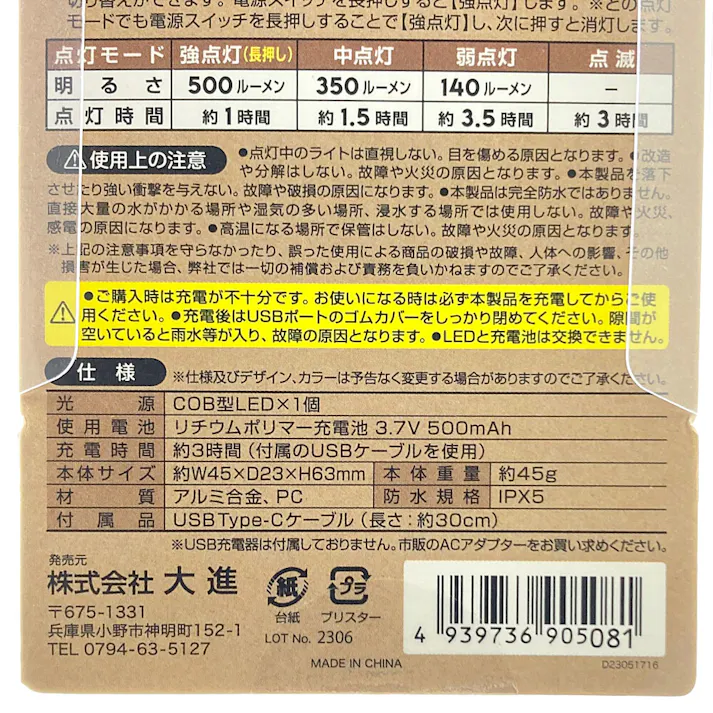 切り替えができます。電源スイッチを長押しすると【強点灯】します。※どの点灯
モードでも電源スイッチを長押しすることで【強点灯】し、次に押すと消灯します。
点灯モード 強点灯(長押し) 中点灯 弱点灯 点滅
明るさ 500ルーメン 350ルーメン 140ルーメン −
点灯時間 約1時間 約1.5時間 約3.5時間 約3時間
使用上の注意 ●点灯中のライトは直視しない。目を傷める原因となります。●改造
や分解はしない。故障や火災の原因となります。●本製品を落下
させたり強い衝撃を与えない。故障や破損の原因になります。●本製品は完全防水ではありません。
直接大量の水がかかる場所や湿気の多い場所、浸水する場所では使用しない。故障や火災、
感電の原因になります。●高温になる場所で保管はしない。故障や火災の原因となります。
※上記の注意事項を守らなかったり、誤った使用による商品の破損や故障、人体への影響、その他
損害が生じた場合、弊社では一切の補償および責務を負いかねますのでご了承ください。
●ご購入時は充電が不十分です。お使いになる時は必ず本製品を充電してからご使
用ください。●充電後はUSBポートのゴムカバーをしっかり閉めてください。隙間が
空いていると雨水等が入り、故障の原因となります。●LEDと充電池は交換できません。
仕様 ※仕様及びデザイン、カラーは予告なく変更する場合がありますのでご了承ください。
光源 COB型LED×1個
使用電池 リチウムポリマー充電池 3.7V 500mAh
充電時間 約3時間(付属のUSBケーブルを使用)
本体サイズ 約W45×D23×H63mm 本体重量 約45g
材質 アルミ合金、PC 防水規格 IPX5
付属品 USB Type-Cケーブル(長さ:約30cm)
※USB充電器は付属しておりません。市販のACアダプターをお買い求めください。
発売元
株式会社 大進
〒675-1331
兵庫県小野市神明町152-1
TEL 0794-63-5127
紙
台紙
プラ
ブリスター
LOT No. 2306
MADE IN CHINA
4 939736 905081
D23051716